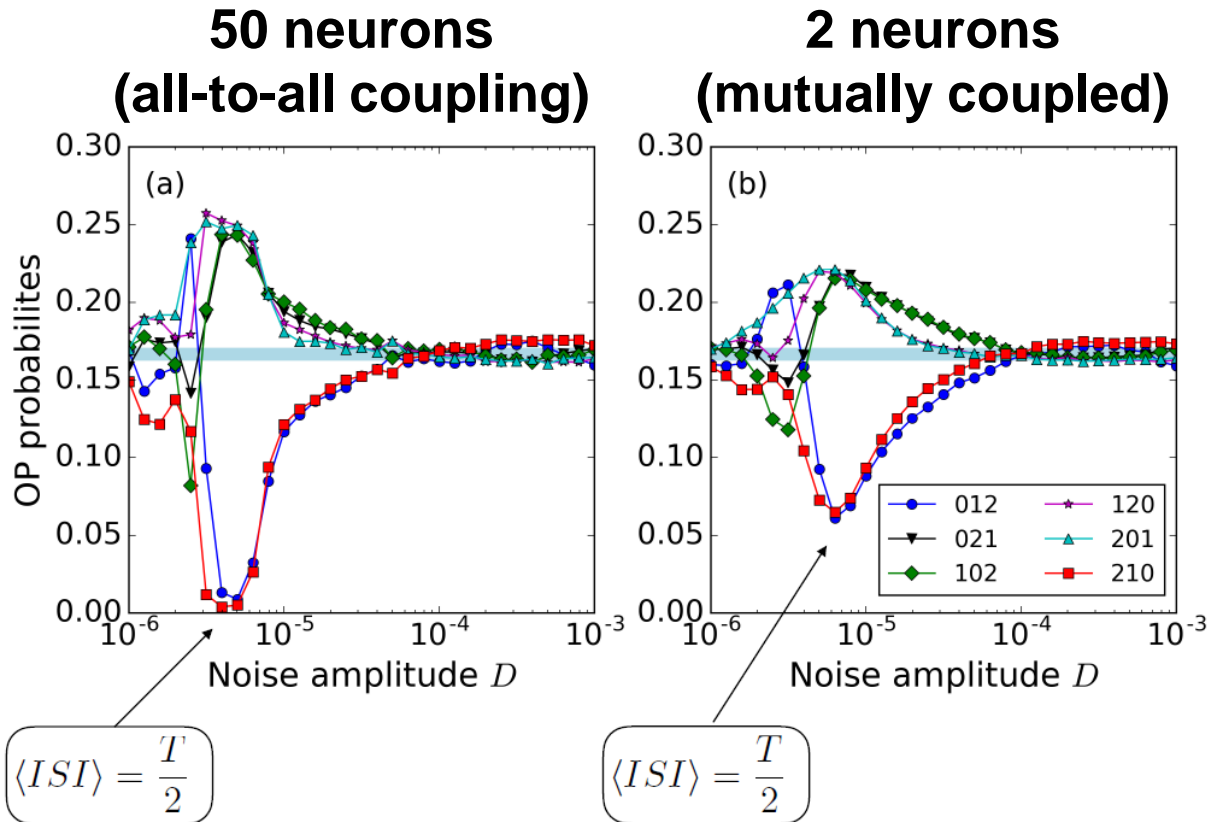 50 neurons
(all-to-all coupling)
2 neurons
(mutually coupled)
(a)
0.30
0.25
0.20
0.15
0.10
0.05
0.00
OP probabilites
10^-6
10^-5
10^-4
10^-3
Noise amplitude D
⟨ISI⟩ = T/2
(b)
0.30
0.25
0.20
0.15
0.10
0.05
0.00
012 120
021 201
102 210
10^-6
10^-5
10^-4
10^-3
Noise amplitude D
⟨ISI⟩ = T/2